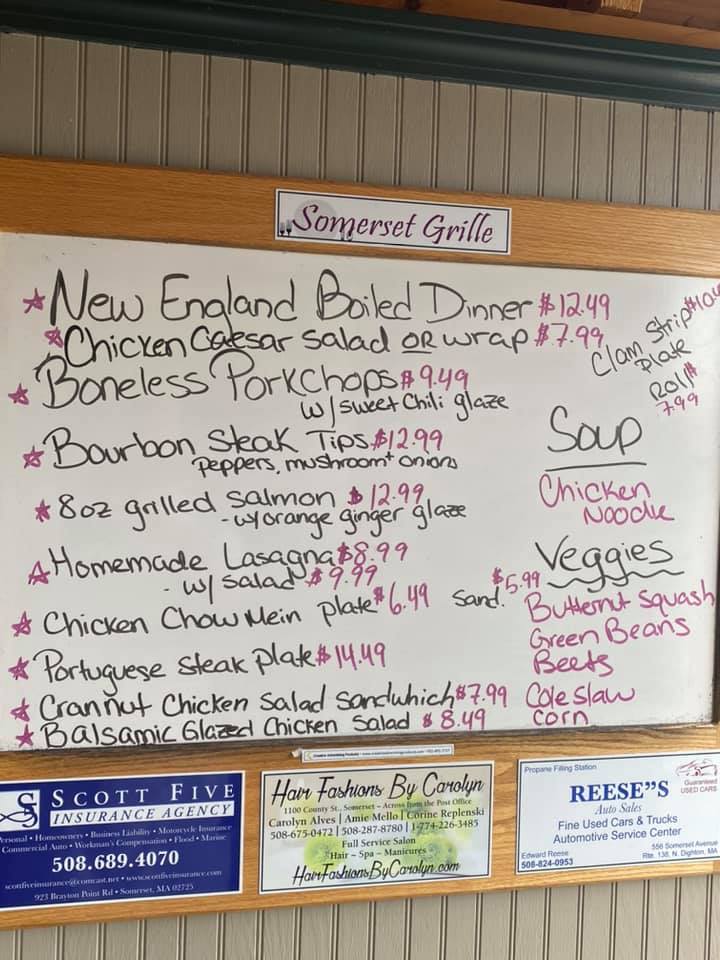 Somerset Grille
New England Boiled Dinner $12.49
Chicken Caesar salad OR wrap $7.99
Clam Strip
Plate
Roll $
7.99
Boneless Porkchops $9.49
w/ sweet chili glaze
Bourbon Steak Tips $12.99
peppers, mushroom + onions
8oz grilled salmon $12.99
- w/ orange ginger glaze
Homemade Lasagna $8.99
- w/ salad $9.99
Chicken Chow Mein plate $6.49 Sand. $5.99
Portuguese steak plate $14.49
Crannut Chicken Salad Sandwhich $7.99
Balsamic Glazed Chicken Salad $8.49
Soup
Chicken
Noodle
Veggies
Butternut Squash
Green Beans
Beets
Coleslaw
Corn
SCOTT FIVE
INSURANCE AGENCY
Personal • Homeowners • Business Liability • Motorcycle Insurance
Commercial Auto • Workman's Compensation • Flood • Marine
508.689.4070
scottfiveinsurance@comcast.net • www.scottfiveinsurance.com
923 Brayton Point Rd • Somerset, MA 02725
Hair Fashions By Carolyn
1100 County St., Somerset - Across from the Post Office
Carolyn Alves | Amie Mello | Corine Replenski
508-675-0472 | 508-287-8780 | 1-774-226-3485
Full Service Salon
Hair ~ Spa ~ Manicures
HairFashionsByCarolyn.com
Propane Filling Station
Guaranteed
USED CARS
REESE"S
Auto Sales
Fine Used Cars & Trucks
Automotive Service Center
Edward Reese
508-824-0953
556 Somerset Avenue
Rte. 138, N. Dighton, MA